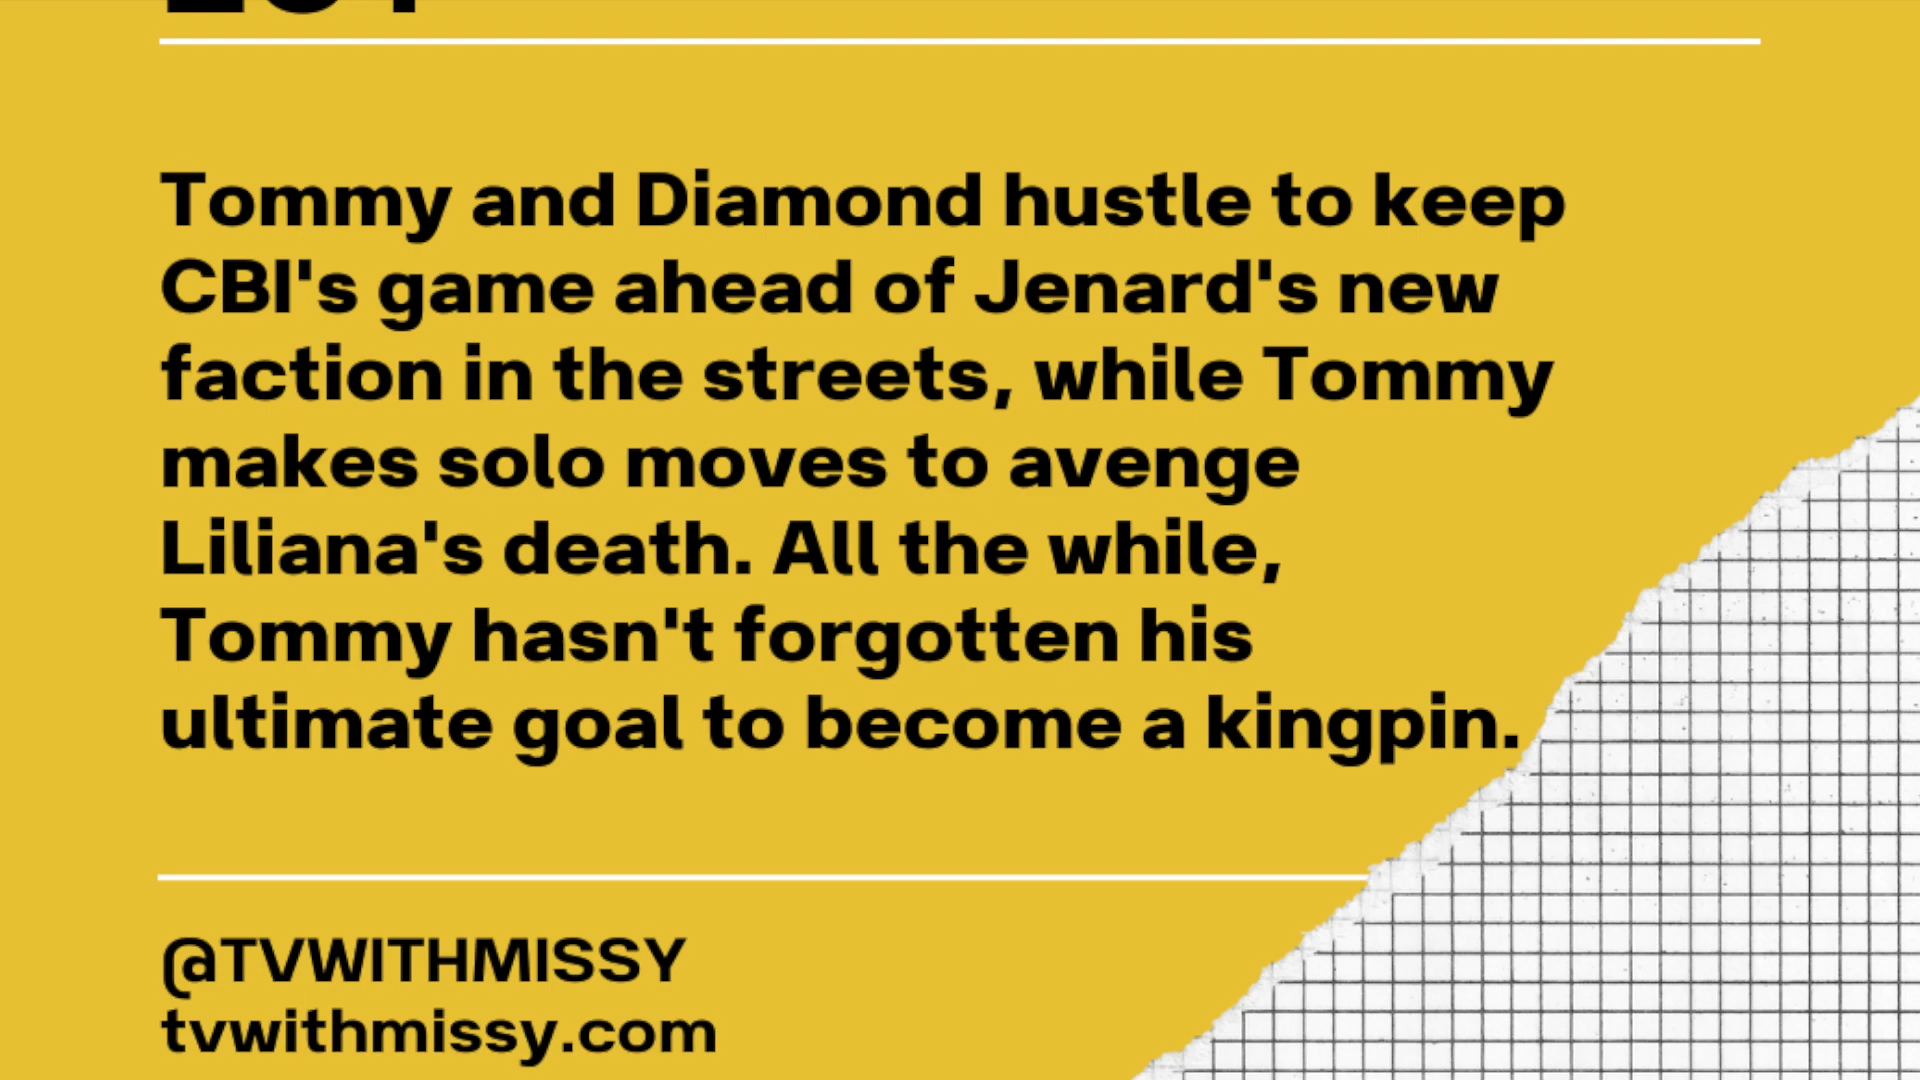 Tommy and Diamond hustle to keep
CBI's game ahead of Jenard's new
faction in the streets, while Tommy
makes solo moves to avenge
Liliana's death. All the while,
Tommy hasn't forgotten his
ultimate goal to become a kingpin.
@TVWITHMISSY
tvwithmissy.com